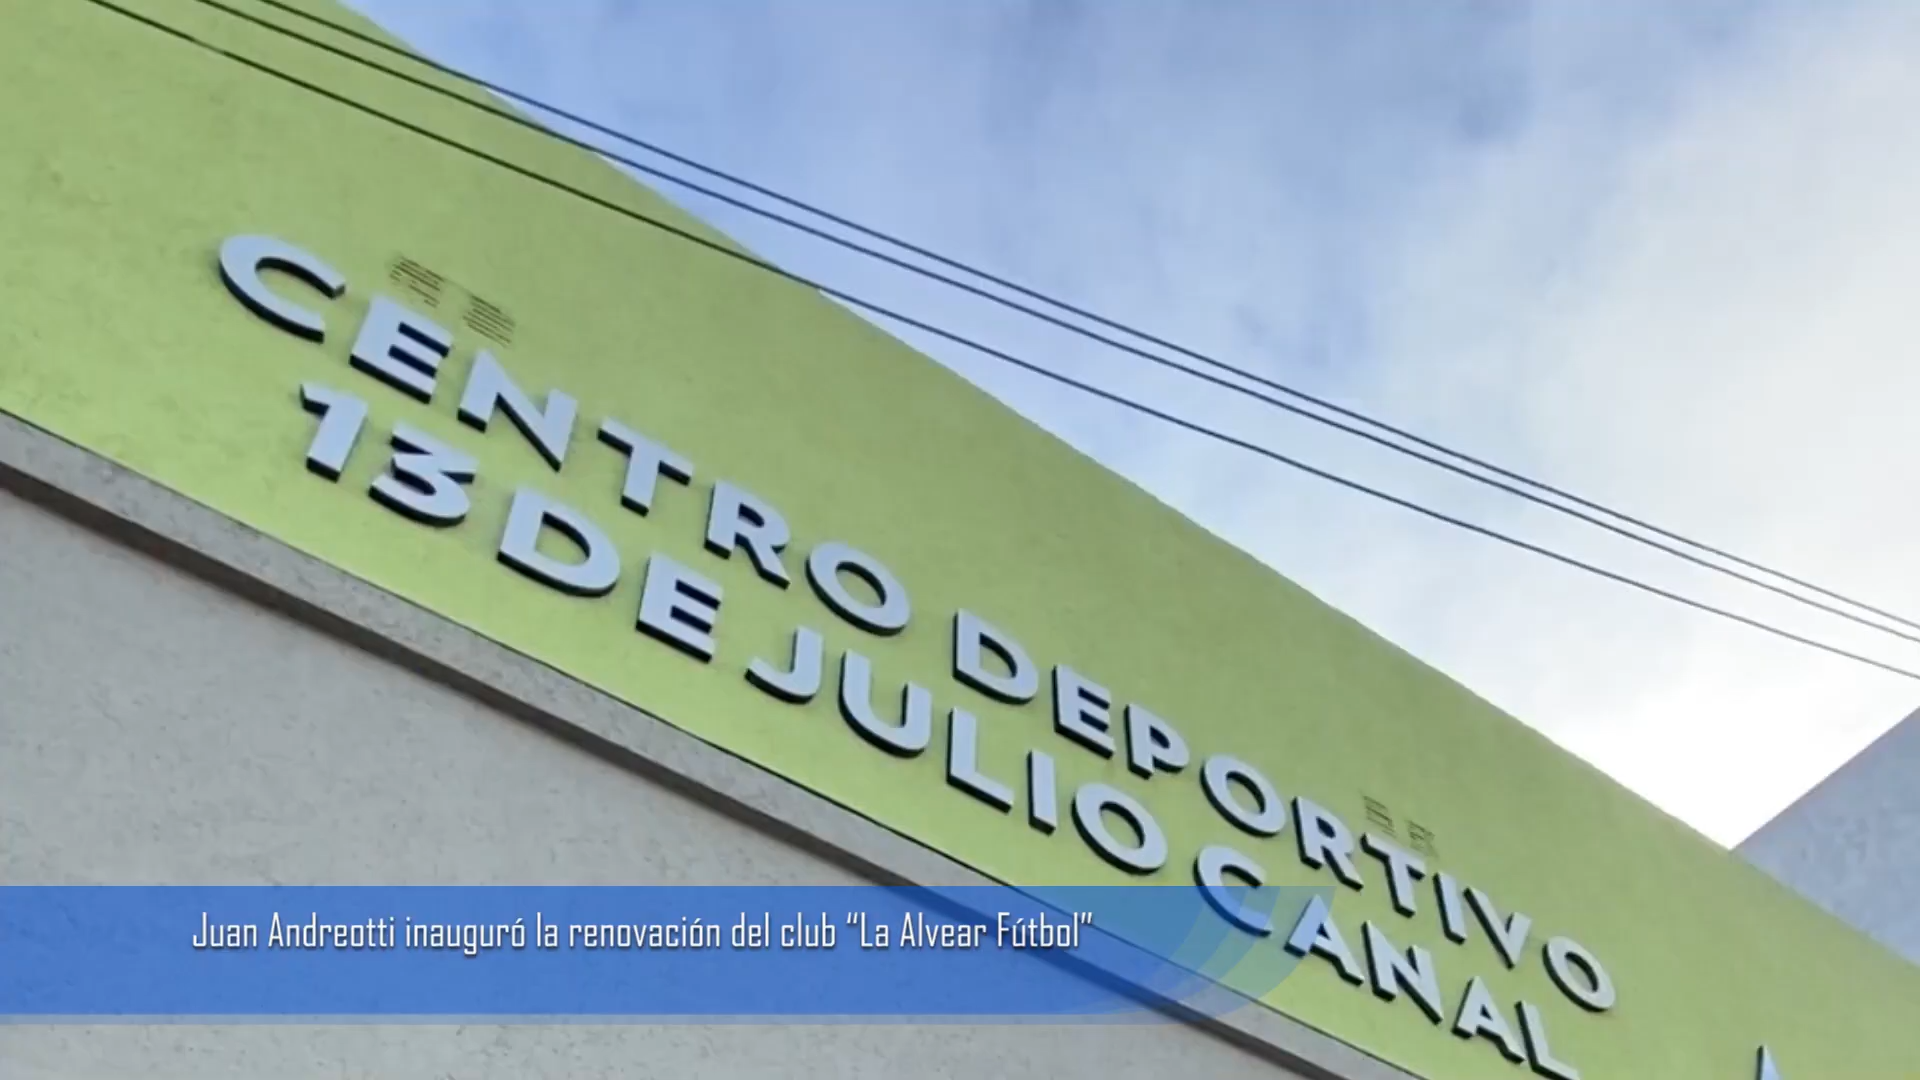 CENTRO DEPORTIVO
13 DE JULIO CANAL
Juan Andreotti inauguró la renovación del club “La Alvear Fútbol”